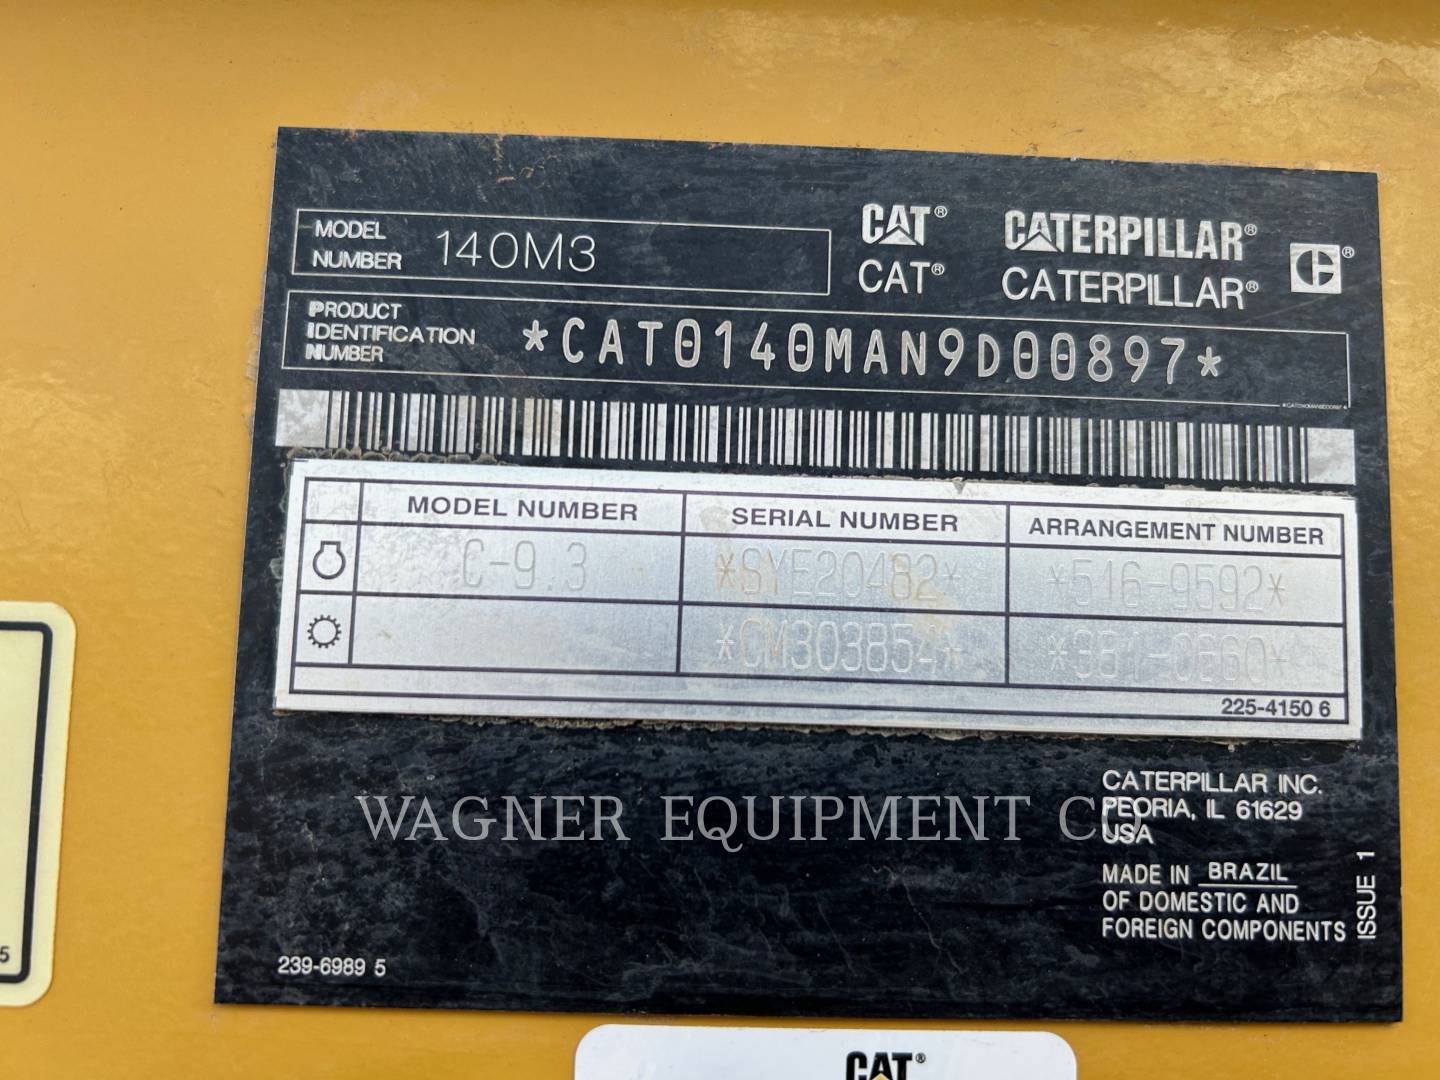 MODEL
NUMBER 140M3
CAT® CATERPILLAR® ®
CAT® CATERPILLAR®
PRODUCT
IDENTIFICATION
NUMBER
*CAT0140MAN9D00897*
MODEL NUMBER SERIAL NUMBER ARRANGEMENT NUMBER
C-9.3 *SYE20482* *516-9592*
*CM303854*
225-4150 6
CATERPILLAR INC.
PEORIA, IL 61629
USA
WAGNER EQUIPMENT
MADE IN BRAZIL
OF DOMESTIC AND
FOREIGN COMPONENTS
ISSUE 1
239-6989 5
5
CAT®